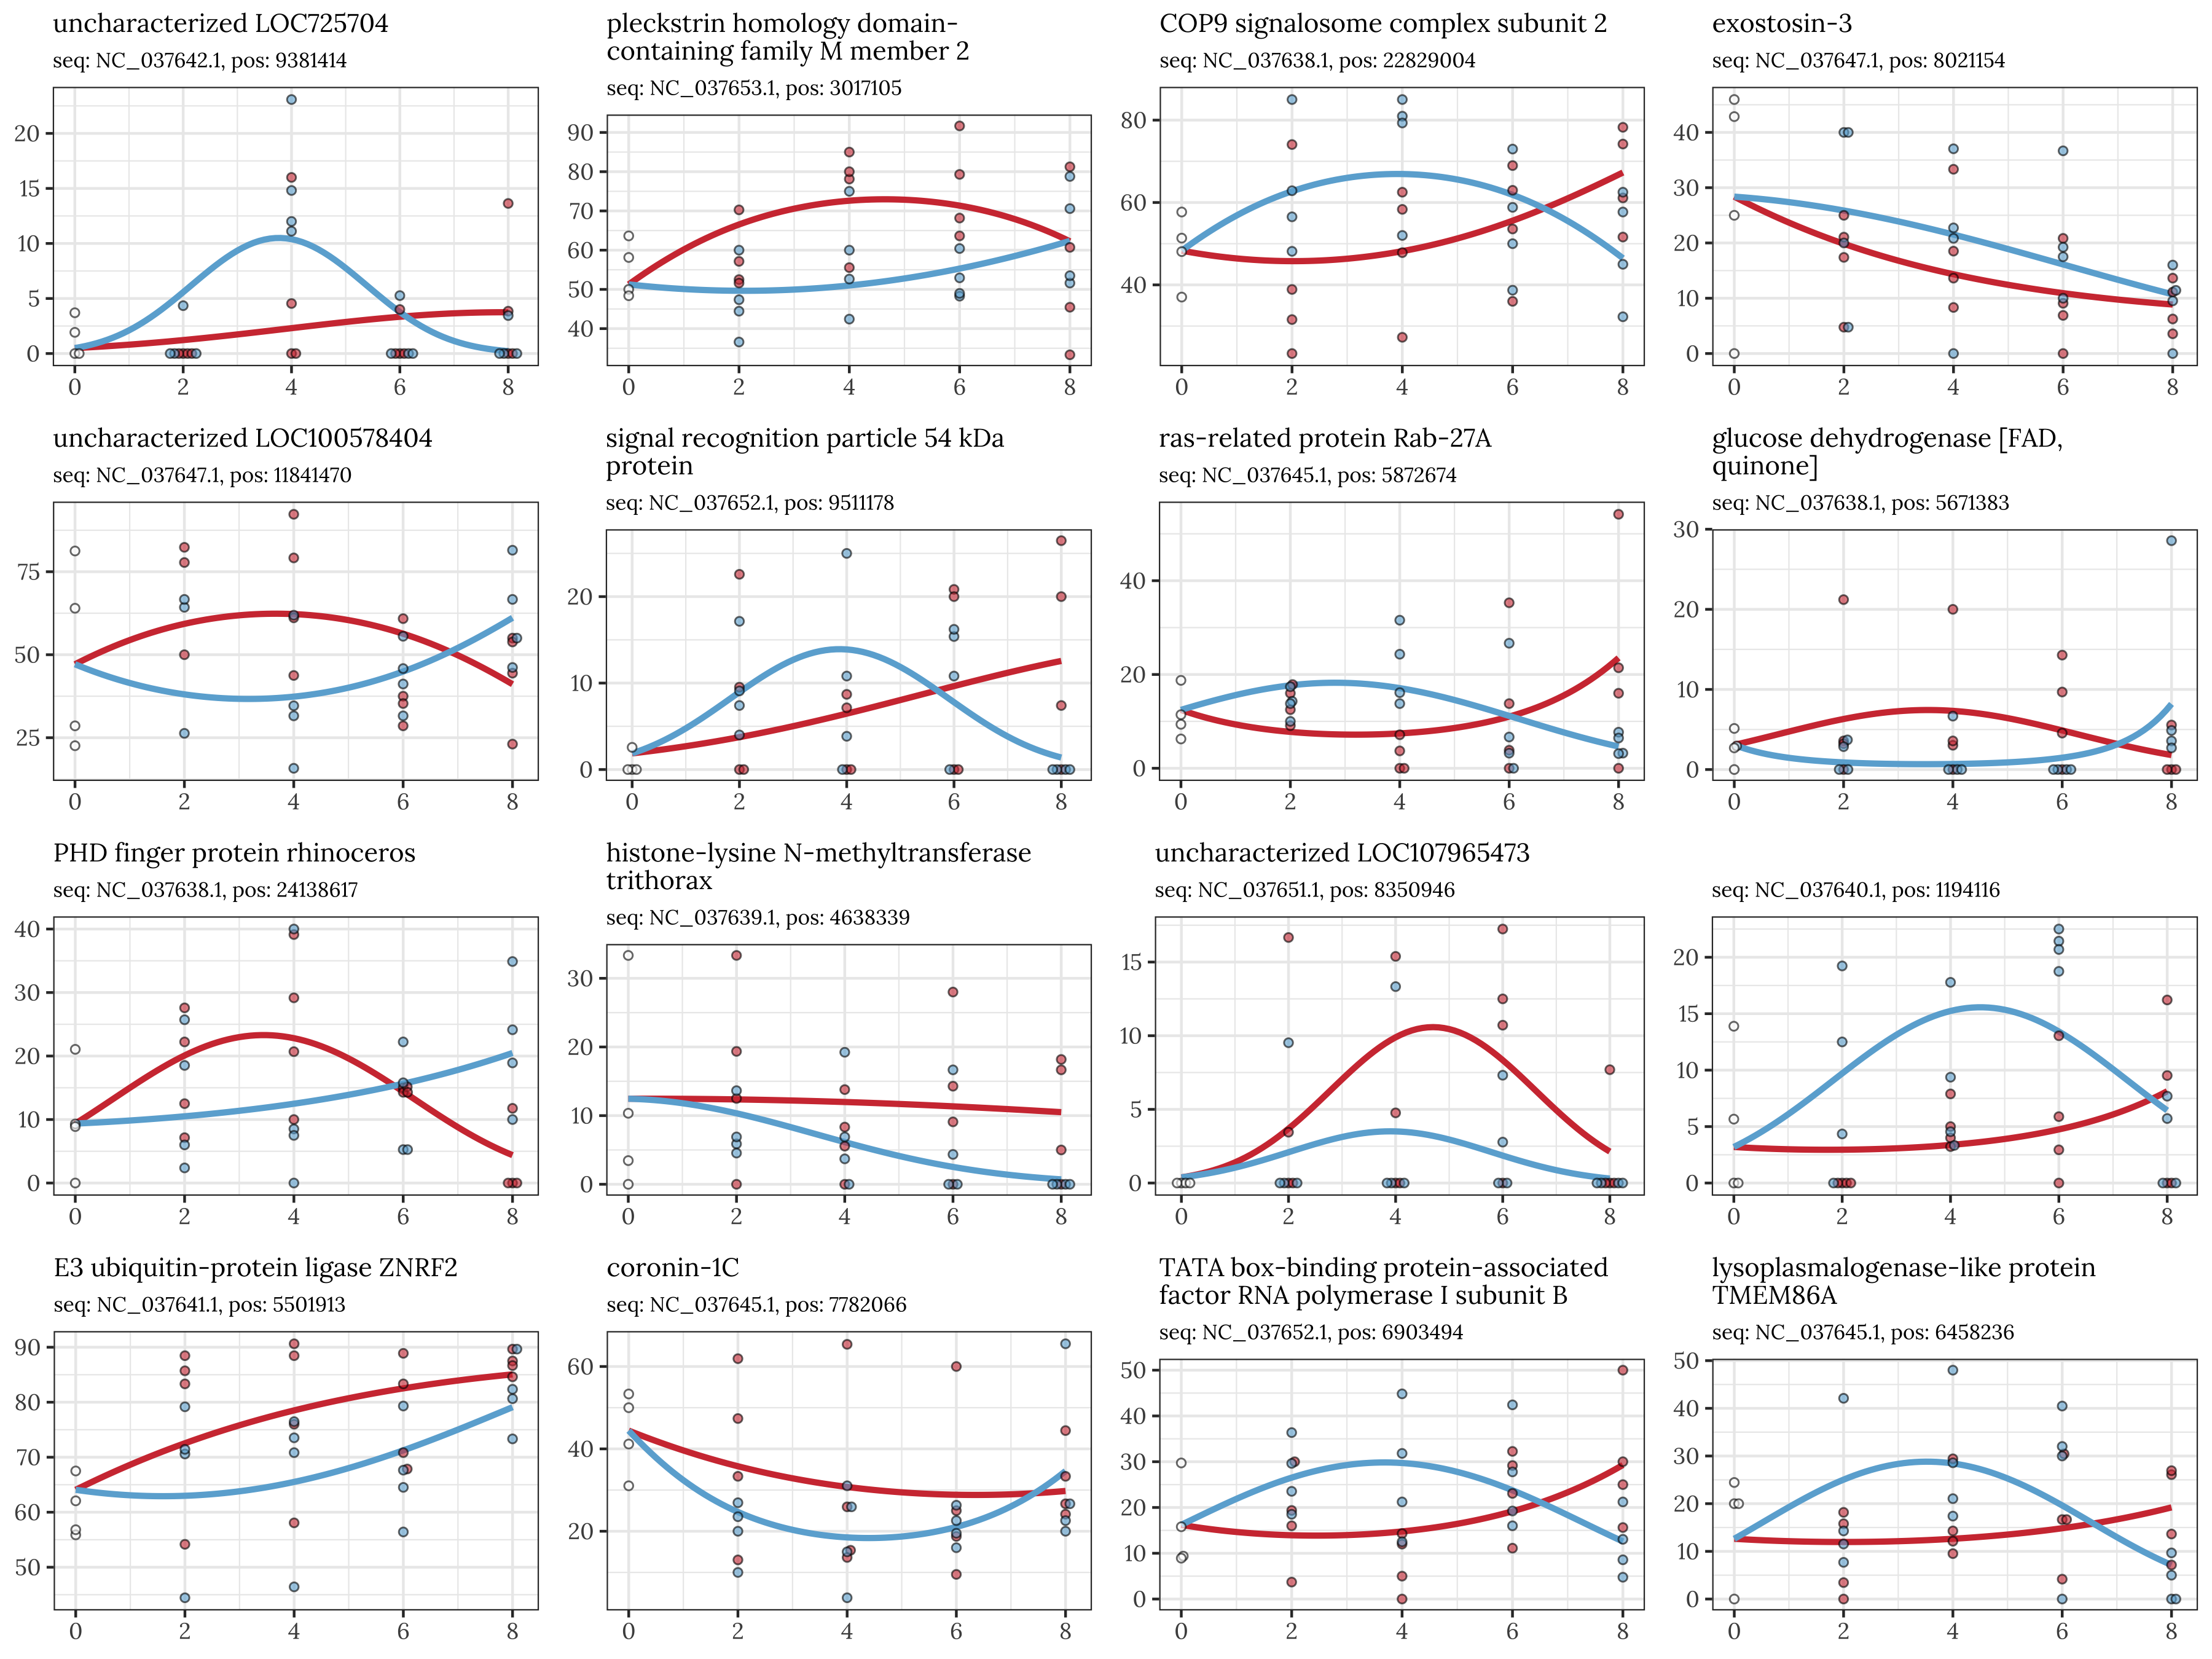 uncharacterized LOC725704
seq: NC_037642.1, pos: 9381414
20
15
10
5
0
0 2 4 6 8
pleckstrin homology domain-
containing family M member 2
seq: NC_037653.1, pos: 3017105
90
80
70
60
50
40
0 2 4 6 8
COP9 signalosome complex subunit 2
seq: NC_037638.1, pos: 22829004
80
60
40
0 2 4 6 8
exostosin-3
seq: NC_037647.1, pos: 8021154
40
30
20
10
0
0 2 4 6 8
uncharacterized LOC100578404
seq: NC_037647.1, pos: 11841470
75
50
25
0 2 4 6 8
signal recognition particle 54 kDa
protein
seq: NC_037652.1, pos: 9511178
20
10
0
0 2 4 6 8
ras-related protein Rab-27A
seq: NC_037645.1, pos: 5872674
40
20
0
0 2 4 6 8
glucose dehydrogenase [FAD,
quinone]
seq: NC_037638.1, pos: 5671383
30
20
10
0
0 2 4 6 8
PHD finger protein rhinoceros
seq: NC_037638.1, pos: 24138617
40
30
20
10
0
0 2 4 6 8
histone-lysine N-methyltransferase
trithorax
seq: NC_037639.1, pos: 4638339
30
20
10
0
0 2 4 6 8
uncharacterized LOC107965473
seq: NC_037651.1, pos: 8350946
15
10
5
0
0 2 4 6 8
seq: NC_037640.1, pos: 1194116
20
15
10
5
0
0 2 4 6 8
E3 ubiquitin-protein ligase ZNRF2
seq: NC_037641.1, pos: 5501913
90
80
70
60
50
0 2 4 6 8
coronin-1C
seq: NC_037645.1, pos: 7782066
60
40
20
0 2 4 6 8
TATA box-binding protein-associated
factor RNA polymerase I subunit B
seq: NC_037652.1, pos: 6903494
50
40
30
20
10
0
0 2 4 6 8
lysoplasmalogenase-like protein
TMEM86A
seq: NC_037645.1, pos: 6458236
50
40
30
20
10
0
0 2 4 6 8